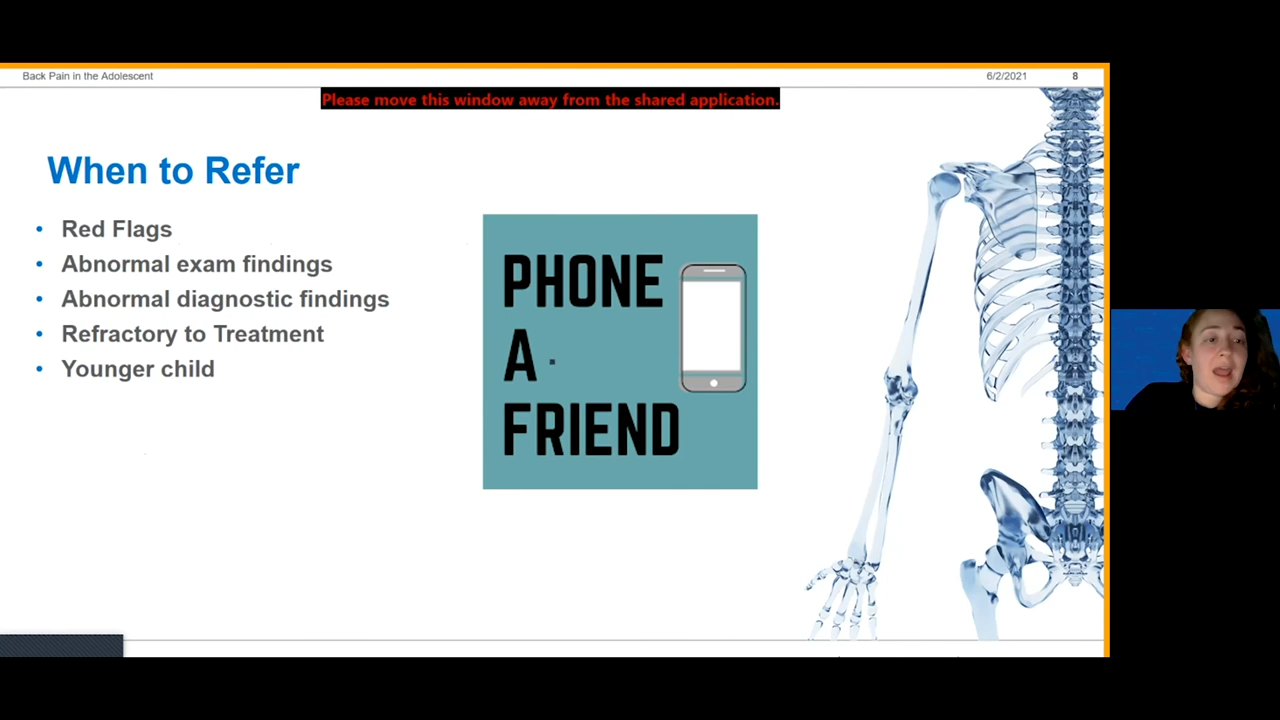 Back Pain in the Adolescent
6/2/2021
8
Please move this window away from the shared application.
When to Refer
• Red Flags
• Abnormal exam findings
• Abnormal diagnostic findings
• Refractory to Treatment
• Younger child
PHONE
A
FRIEND